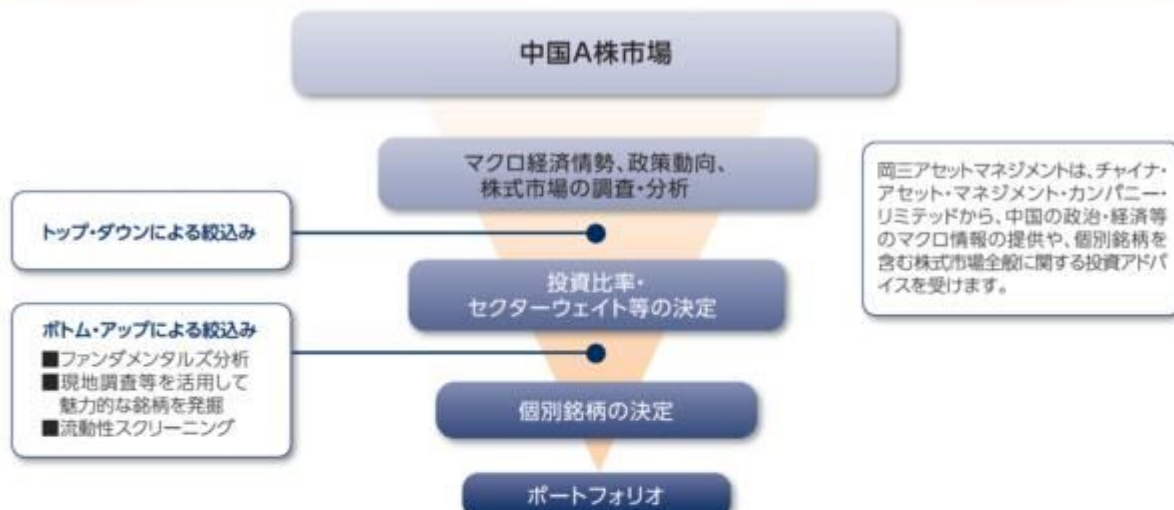 中国A株市場
マクロ経済情勢、政策動向、
株式市場の調査・分析
トップ・ダウンによる絞込み
投資比率・
セクターウェイト等の決定
ボトム・アップによる絞込み
■ファンダメンタルズ分析
■現地調査等を活用して
魅力的な銘柄を発掘
■流動性スクリーニング
個別銘柄の決定
ポートフォリオ
岡三アセットマネジメントは、チャイナ・
アセット・マネジメント・カンパニー・
リミテッドから、中国の政治・経済等
のマクロ情報の提供や、個別銘柄を
含む株式市場全般に関する投資アドバ
イスを受けます。